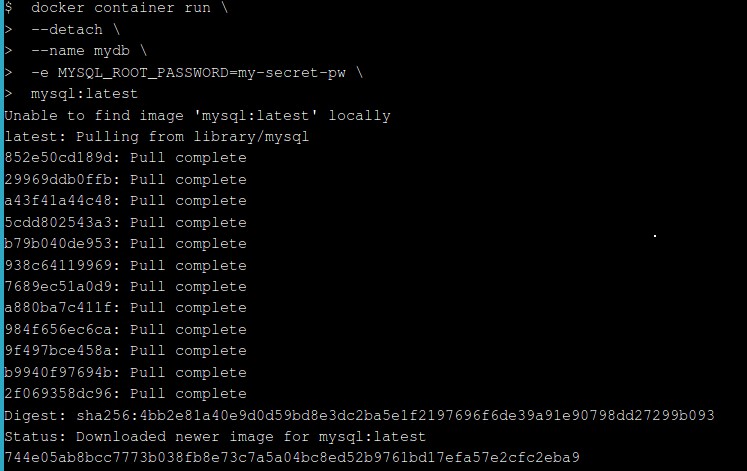 $  docker container run \
>  --detach \
>  --name mydb \
>  -e MYSQL_ROOT_PASSWORD=my-secret-pw \
>  mysql:latest
Unable to find image 'mysql:latest' locally
latest: Pulling from library/mysql
852e50cd189d: Pull complete
29969ddb0ffb: Pull complete
a43f41a44c48: Pull complete
5cdd802543a3: Pull complete
b79b040de953: Pull complete
938c64119969: Pull complete
7689ec51a0d9: Pull complete
a880ba7c411f: Pull complete
984f656ec6ca: Pull complete
9f497bce458a: Pull complete
b9940f97694b: Pull complete
2f069358dc96: Pull complete
Digest: sha256:4bb2e81a40e9d0d59bd8e3dc2ba5e1f2197696f6de39a91e90798dd27299b093
Status: Downloaded newer image for mysql:latest
744e05ab8bcc7773b038fb8e73c7a5a04bc8ed52b9761bd17efa57e2cfc2eba9